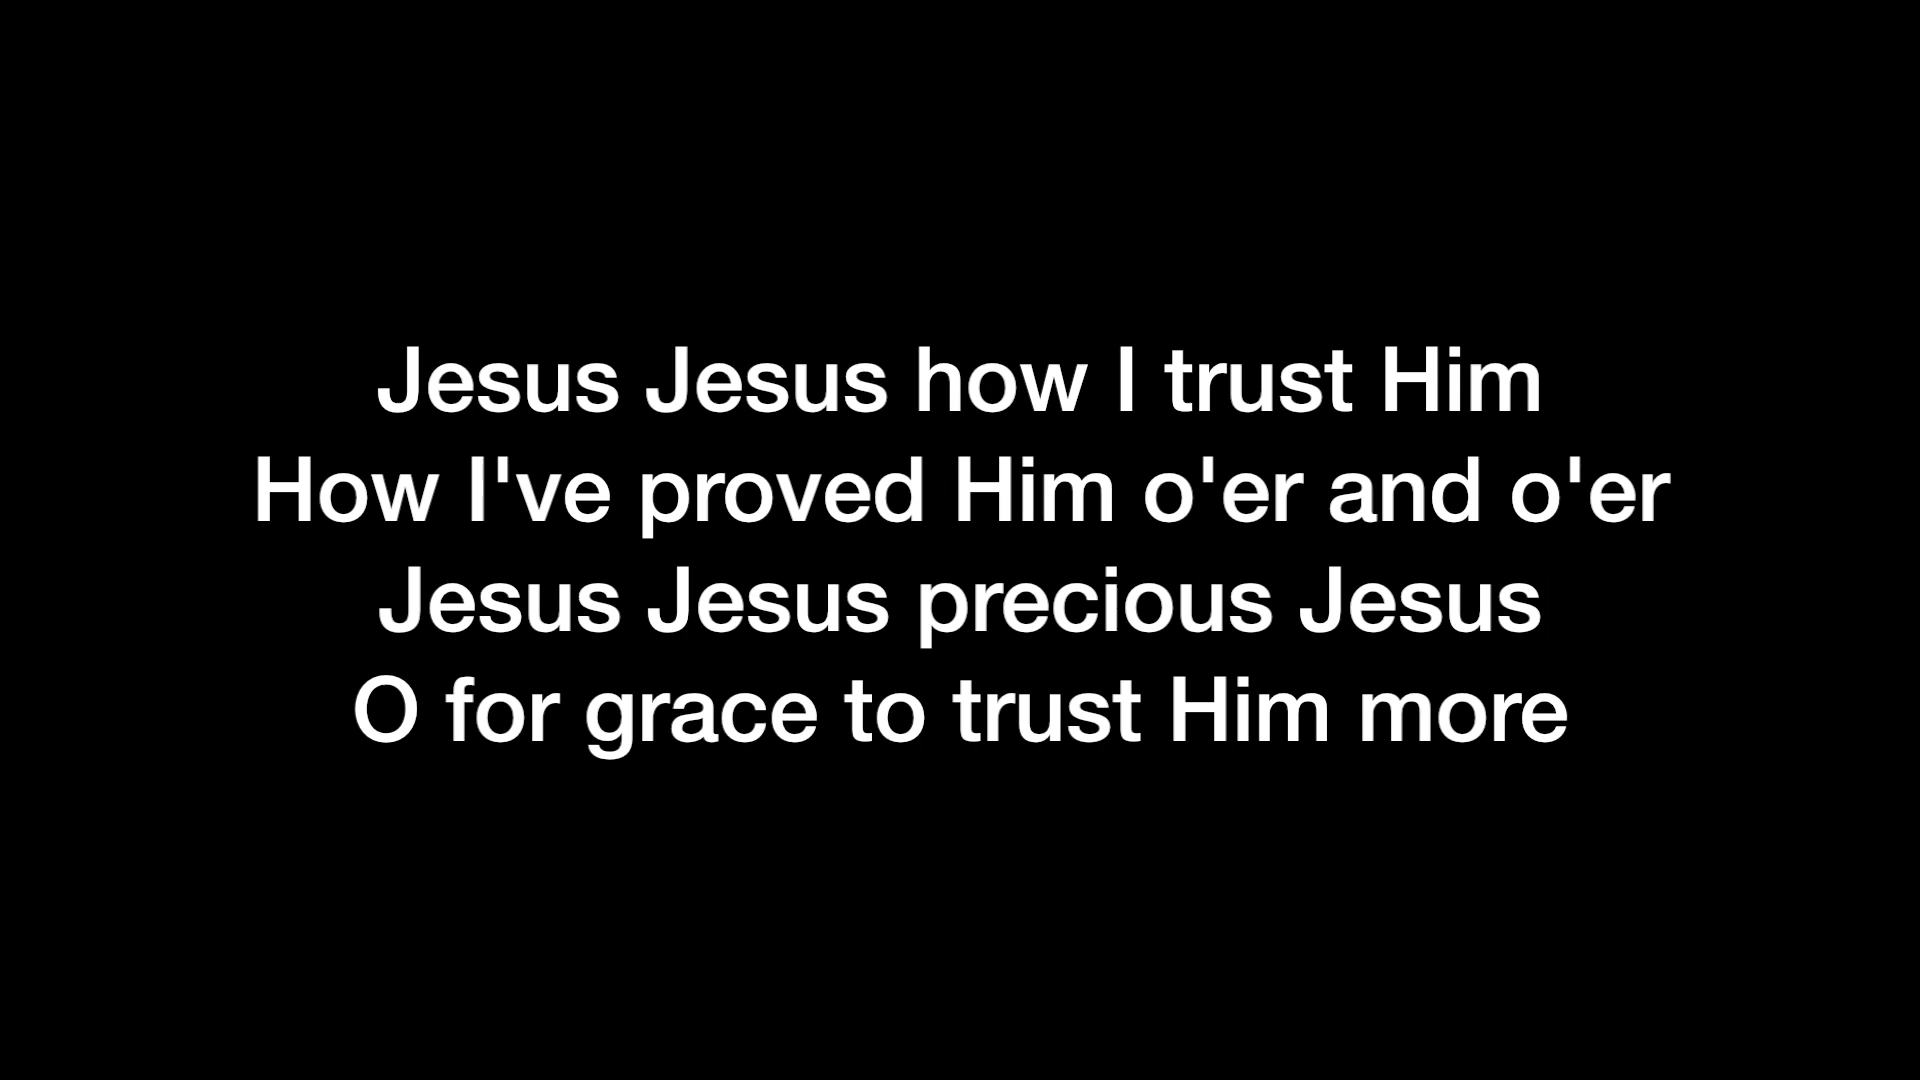 Jesus Jesus how I trust Him
How I've proved Him o'er and o'er
Jesus Jesus precious Jesus
O for grace to trust Him more